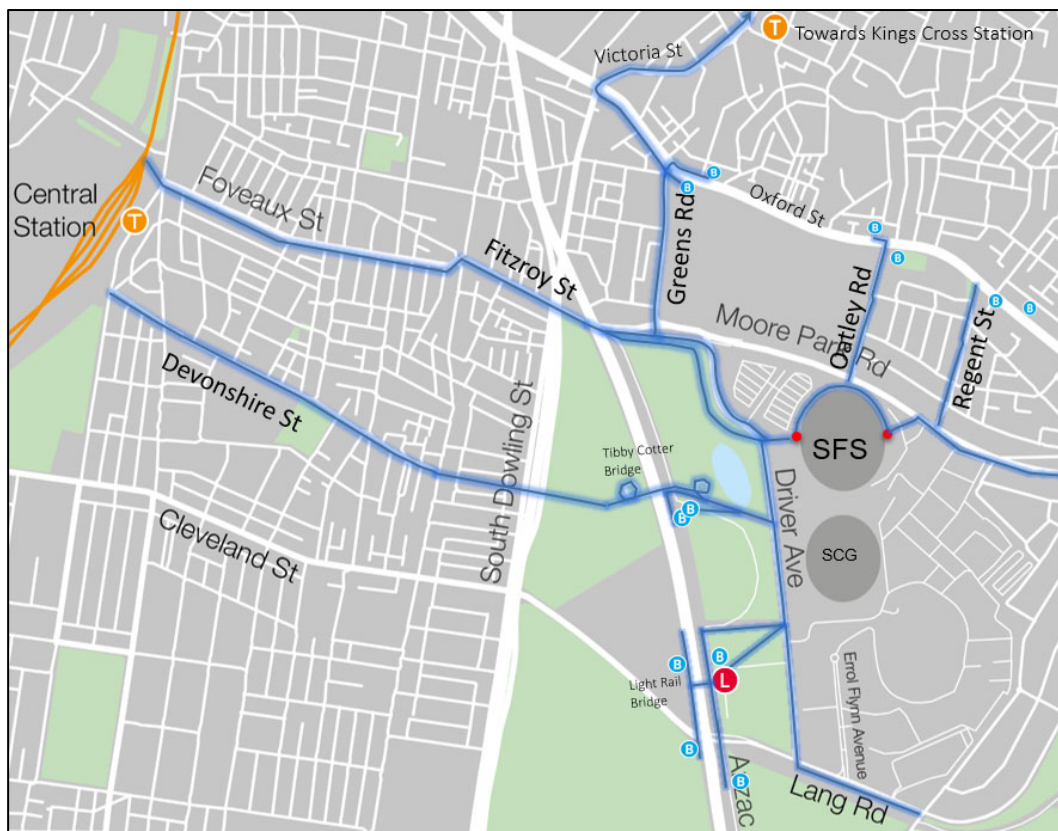 T
Towards Kings Cross Station
Victoria St
Central
Station
T
Foveaux St
Fitzroy St
Greens Rd
B
B
Oxford St
B
B
Oatley Rd
Moore Park Rd
B
B
Regent St
Devonshire St
SFS
Tibby Cotter
Bridge
South Dowling St
Driver Ave
B
B
Cleveland St
SCG
B
B
L
Light Rail
Bridge
Errol Flynn Avenue
B
B
Anzac
Lang Rd